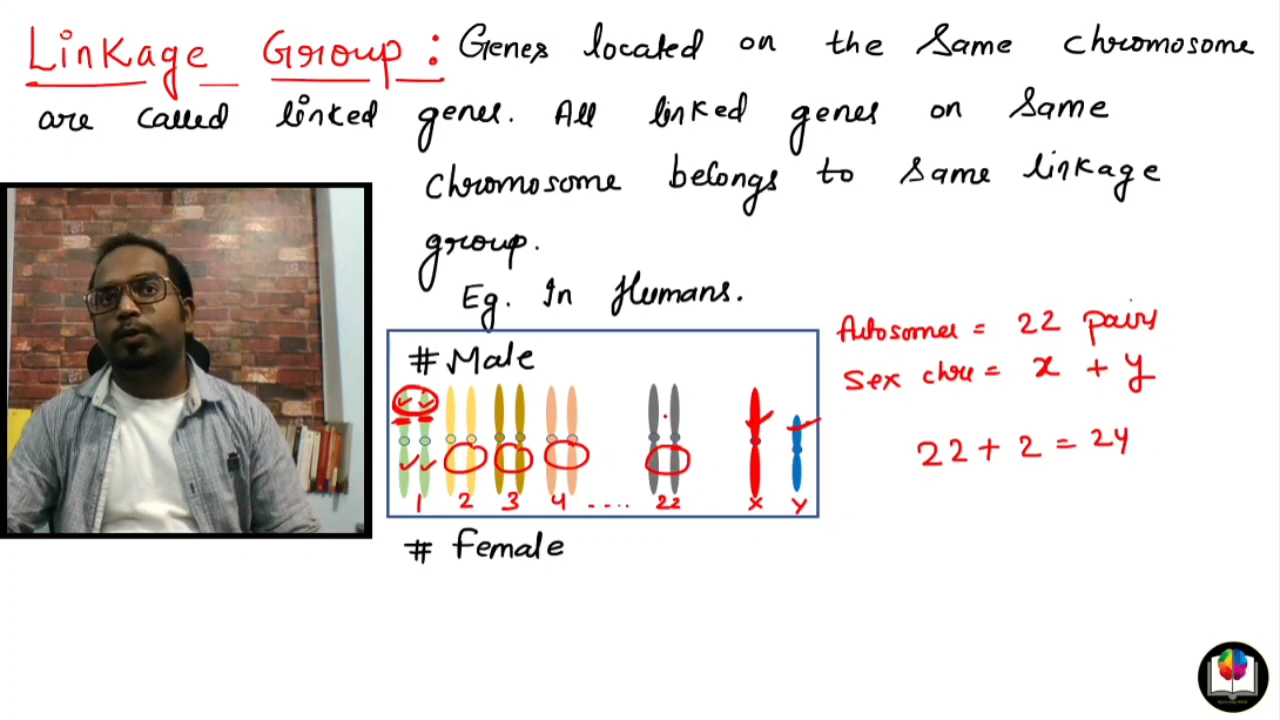 Linkage Group: Genes located on the same chromosome
are called linked genes. All linked genes on same
chromosome belongs to same linkage
group.
Eg. In Humans.
# Male
1 2 3 4 .... 22 X Y
Autosomes = 22 pairs
Sex chro = x + y
22 + 2 = 24
# Female